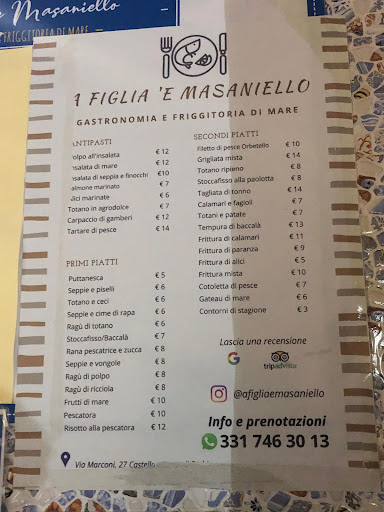 Masaniello
FRIGGITORIA DI MARE
A FIGLIA 'E MASANIELLO
GASTRONOMIA E FRIGGITORIA DI MARE
ANTIPASTI
Polpo all'insalata € 12
Insalata di mare € 12
Insalata di seppia e finocchi €10
Salmone marinato € 7
Alici marinate € 6
Totano in agrodolce € 7
Carpaccio di gamberi € 12
Tartare di pesce € 14
PRIMI PIATTI
Puttanesca € 5
Seppie e piselli € 6
Totano e ceci € 6
Seppie e cime di rapa € 6
Ragù di totano € 6
Stoccafisso/Baccalà € 7
Rana pescatrice e zucca € 8
Seppie e vongole € 8
Ragù di polpo € 8
Ragù di ricciola € 8
Frutti di mare € 10
Pescatora € 10
Risotto alla pescatora € 12
SECONDI PIATTI
Filetto di pesce Orbetello € 10
Grigliata mista € 14
Totano ripieno € 8
Stoccafisso alla paolotta € 8
Tagliata di tonno € 14
Calamari e fagioli € 7
Totani e patate € 7
Tempura di baccalà € 13
Frittura di calamari € 11
Frittura di paranza € 9
Frittura di alici € 5
Frittura mista € 10
Cotoletta di pesce € 7
Gateau di mare € 6
Contorni di stagione € 3
Lascia una recensione
G
tripadvisor
@afigliaemasaniello
Info e prenotazioni
331 746 30 13
Via Marconi, 27 Castello